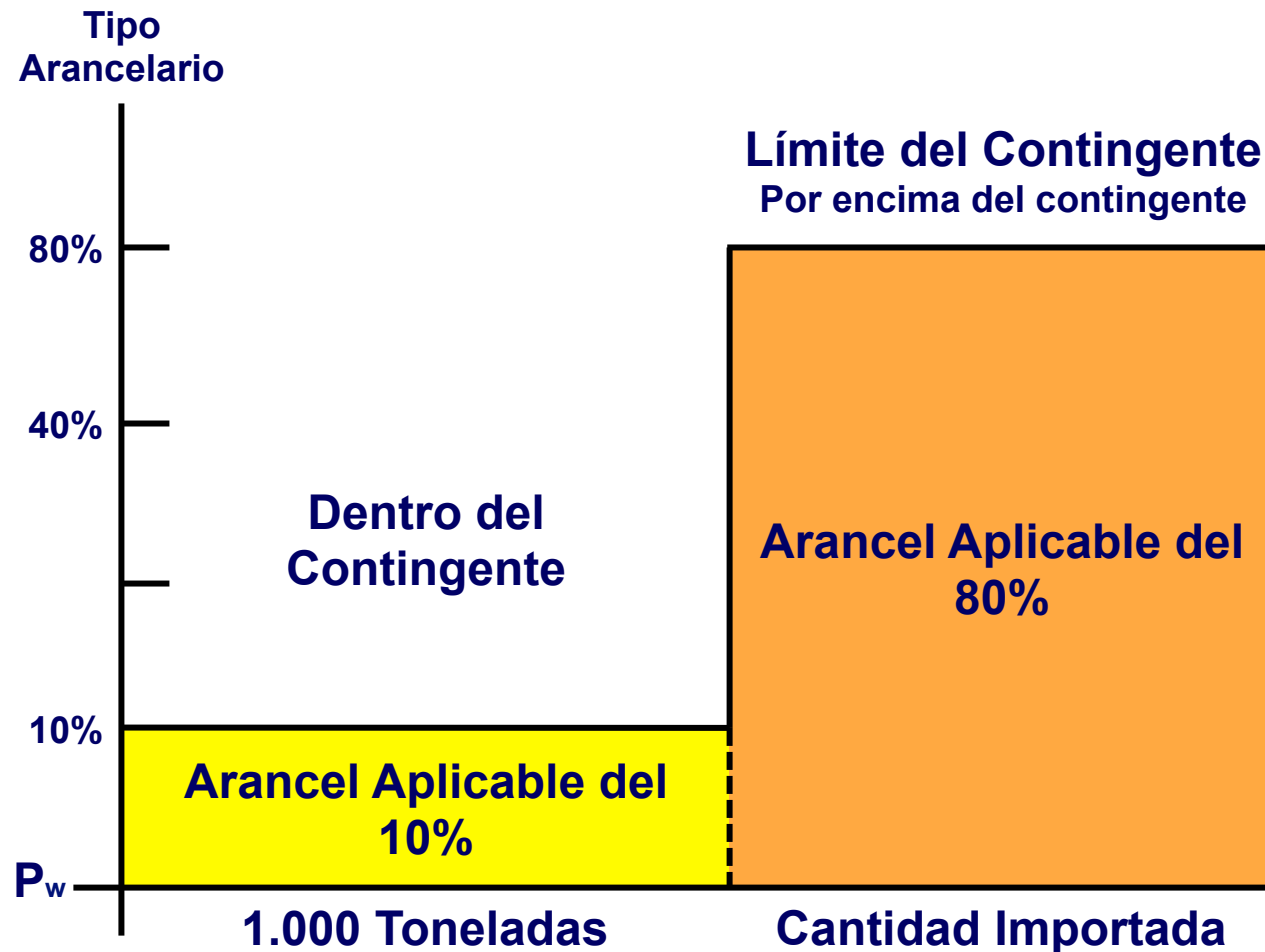 Tipo
Arancelario
Límite del Contingente
Por encima del contingente
80%
40%
Dentro del
Contingente
Arancel Aplicable del
80%
10%
Arancel Aplicable del
10%
Pw
1.000 Toneladas
Cantidad Importada